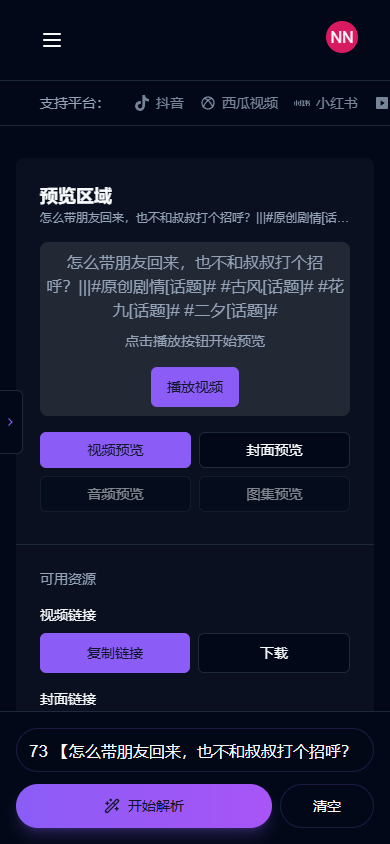 NN
支持平台： 抖音 西瓜视频 小红书
预览区域
怎么带朋友回来，也不和叔叔打个招呼？|||#原创剧情[话...
怎么带朋友回来，也不和叔叔打个招
呼？|||#原创剧情[话题]# #古风[话题]# #花
九[话题]# #二夕[话题]#
点击播放按钮开始预览
播放视频
视频预览 封面预览
音频预览 图集预览
可用资源
视频链接
复制链接 下载
封面链接
73 【怎么带朋友回来，也不和叔叔打个招呼？
开始解析 清空